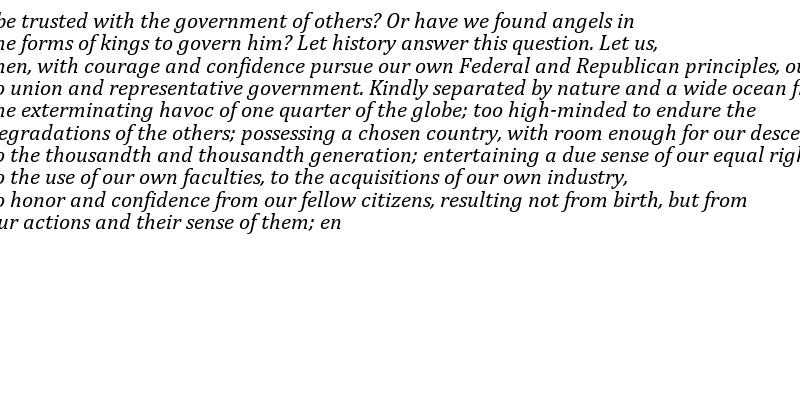 be trusted with the government of others? Or have we found angels in
forms of kings to govern him? Let history answer this question. Let us,
with courage and confidence pursue our own Federal and Republican principles,
union and representative government. Kindly separated by nature and a wide ocean
exterminating havoc of one quarter of the globe; too high-minded to endure the
egradations of the others; possessing a chosen country, with room enough for our desce
the thousandth and thousandth generation; entertaining a due sense of our equal
the use of our own faculties, to the acquisitions of our own industry,
honor and confidence from our fellow citizens, resulting not from birth, but from
ur actions and their sense of them; en